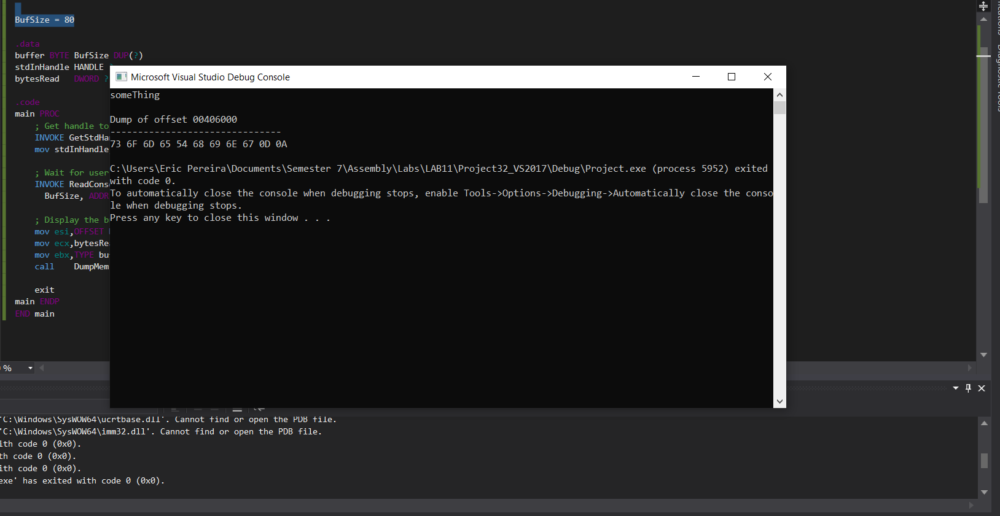 BufSize = 80
.data
buffer BYTE BufSize DUP(?)
stdInHandle HANDLE ?
bytesRead   DWORD ?
.code
main PROC
; Get handle to
INVOKE GetStdHa
mov stdInHandle
; Wait for user
INVOKE ReadCons
BufSize, ADDR
; Display the b
mov esi,OFFSET
mov ecx,bytesRe
mov ebx,TYPE bu
call    DumpMem
exit
main ENDP
END main
Microsoft Visual Studio Debug Console
someThing
Dump of offset 00406000
-------------------------------
73 6F 6D 65 54 68 69 6E 67 0D 0A
C:\Users\Eric Pereira\Documents\Semester 7\Assembly\Labs\LAB11\Project32_VS2017\Debug\Project.exe (process 5952) exited
with code 0.
To automatically close the console when debugging stops, enable Tools->Options->Debugging->Automatically close the conso
le when debugging stops.
Press any key to close this window . . .
%
'C:\Windows\SysWOW64\ucrtbase.dll'. Cannot find or open the PDB file.
'C:\Windows\SysWOW64\imm32.dll'. Cannot find or open the PDB file.
ith code 0 (0x0).
th code 0 (0x0).
ith code 0 (0x0).
exe' has exited with code 0 (0x0).